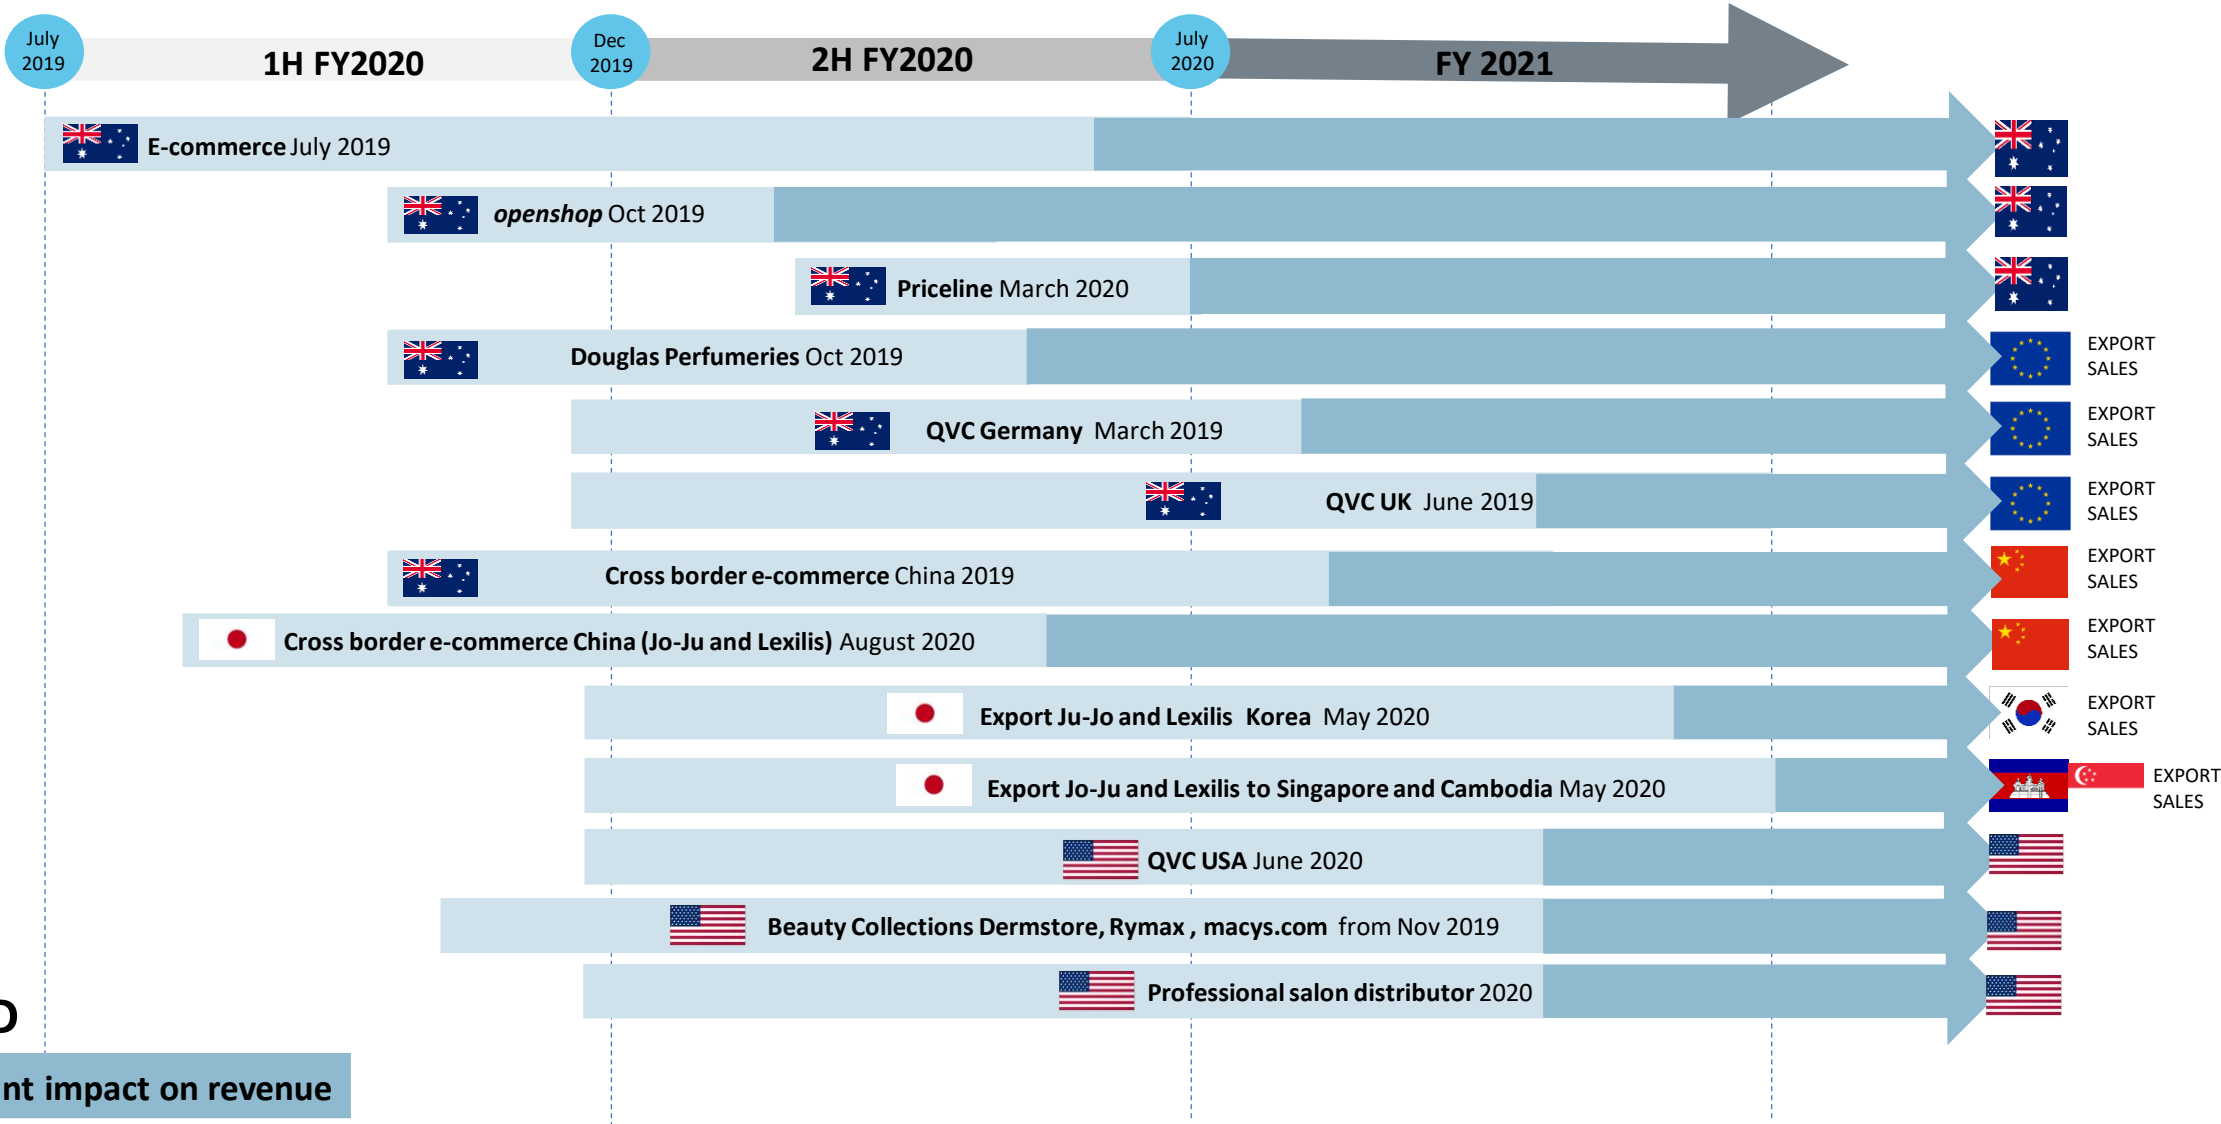 July
2019
1H FY2020
Dec
2019
2H FY2020
July
2020
FY 2021
E-commerce July 2019
openshop Oct 2019
Priceline March 2020
Douglas Perfumeries Oct 2019
EXPORT
SALES
QVC Germany March 2019
EXPORT
SALES
QVC UK June 2019
EXPORT
SALES
Cross border e-commerce China 2019
EXPORT
SALES
Cross border e-commerce China (Jo-Ju and Lexilis) August 2020
EXPORT
SALES
Export Ju-Jo and Lexilis Korea May 2020
EXPORT
SALES
Export Jo-Ju and Lexilis to Singapore and Cambodia May 2020
EXPORT
SALES
QVC USA June 2020
Beauty Collections Dermstore, Rymax , macys.com from Nov 2019
Professional salon distributor 2020
impact on revenue